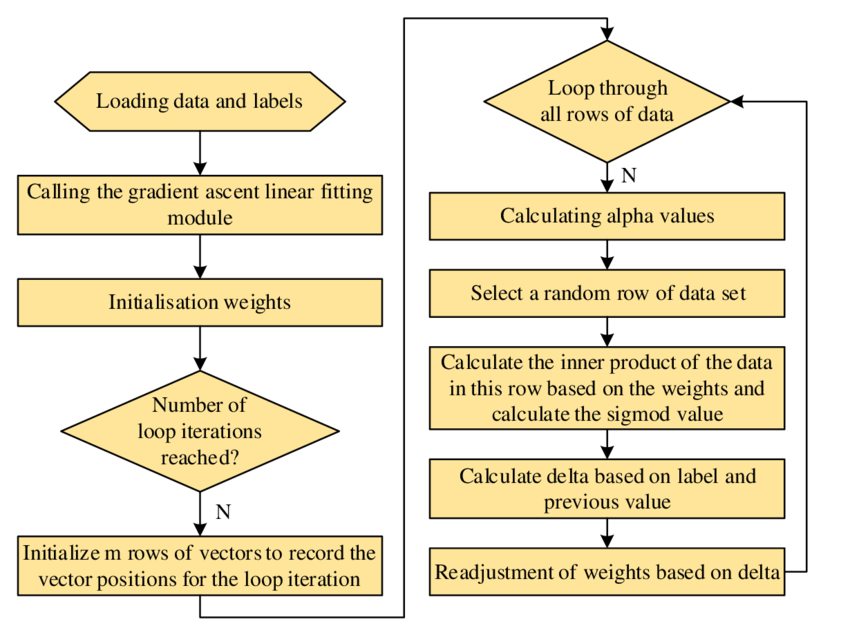 Loading data and labels
Calling the gradient ascent linear fitting
module
Initialisation weights
Number of
loop iterations
reached?
N
Initialize m rows of vectors to record the
vector positions for the loop iteration
Loop through
all rows of data
N
Calculating alpha values
Select a random row of data set
Calculate the inner product of the data
in this row based on the weights and
calculate the sigmod value
Calculate delta based on label and
previous value
Readjustment of weights based on delta